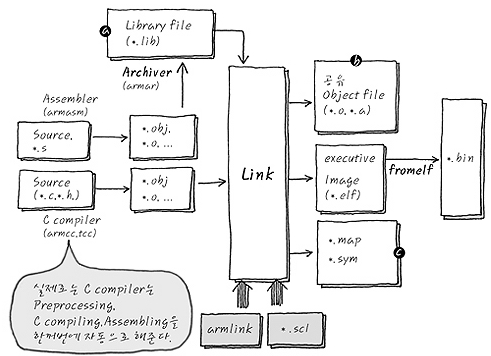 a
Library file
(*.lib)
Archiver
(armar)
Assembler
(armasm)
Source.
*.s
*.obj.
*.o. ...
Source
(*.c.*.h.)
*.obj
*.o. ...
C compiler
(armcc.tcc)
실제로는 C compiler는
Preprocessing.
C compiling.Assembling을
한꺼번에 자동으로 해준다.
Link
armlink
*.scl
b
공유
Object file
(*.o.*.a)
executive
Image
(*.elf)
fromelf
*.bin
*.map
*.sym
c